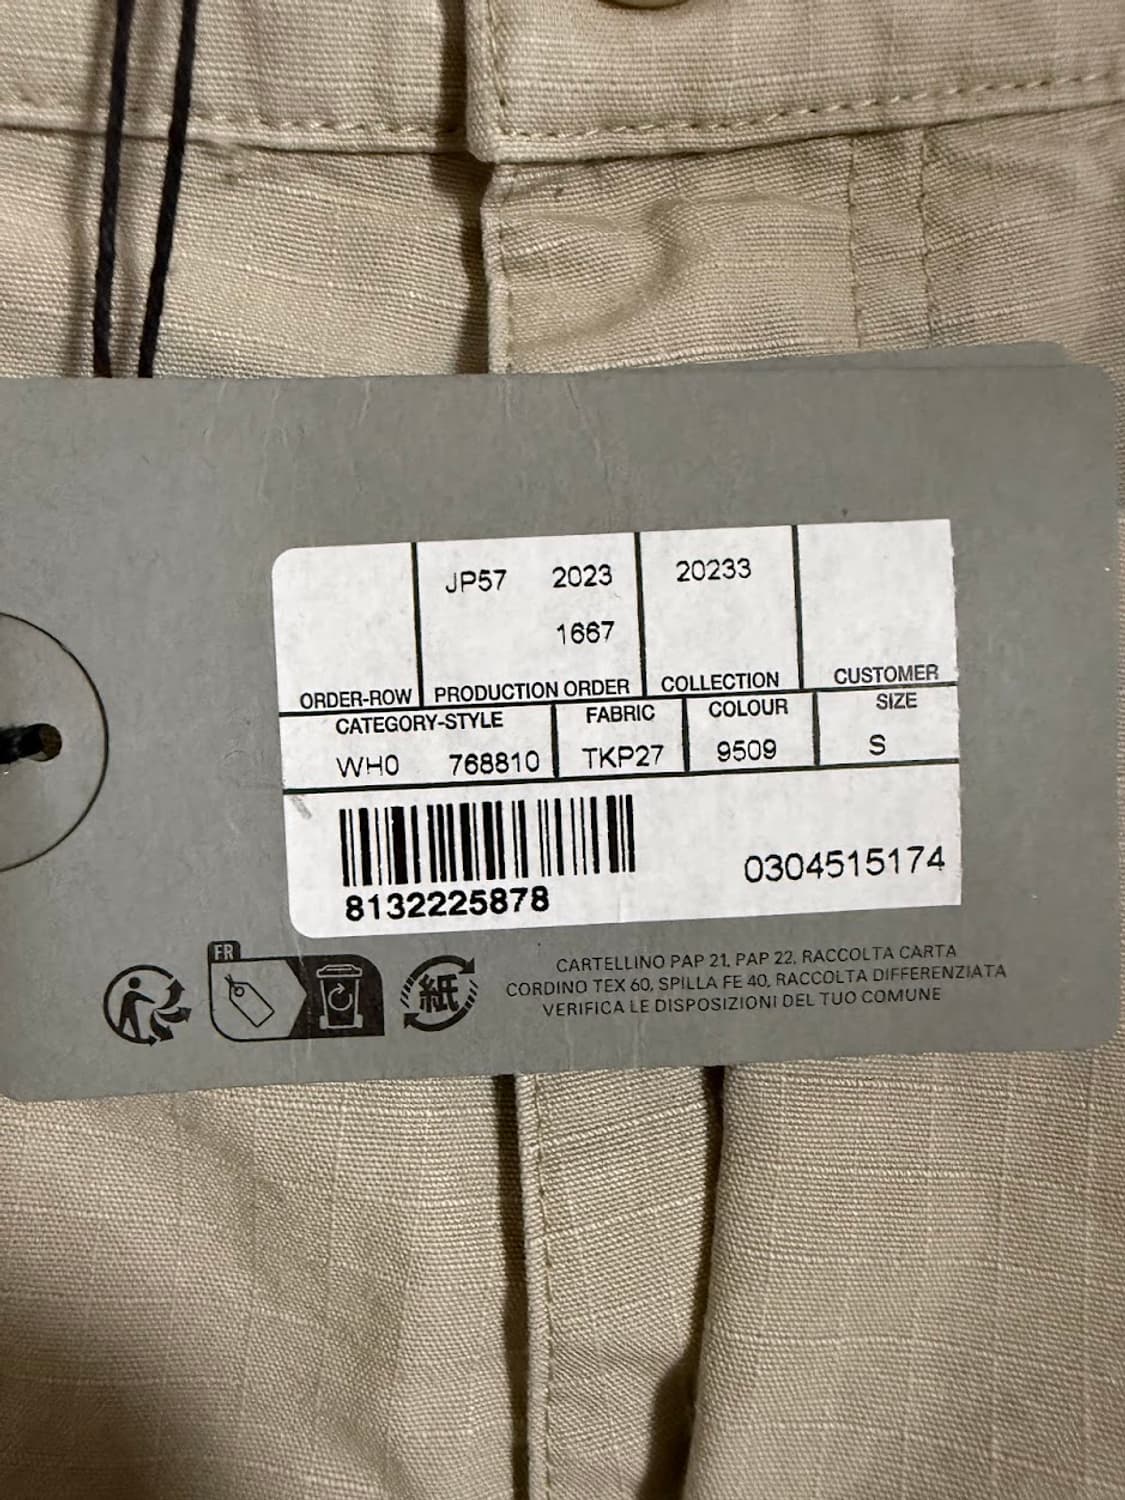 JP57 2023 20233
1667
ORDER-ROW PRODUCTION ORDER COLLECTION CUSTOMER
CATEGORY-STYLE FABRIC COLOUR SIZE
WH0 768810 TKP27 9509 S
8132225878
0304515174
FR
紙
CARTELLINO PAP 21, PAP 22, RACCOLTA CARTA
CORDINO TEX 60, SPILLA FE 40, RACCOLTA DIFFERENZIATA
VERIFICA LE DISPOSIZIONI DEL TUO COMUNE